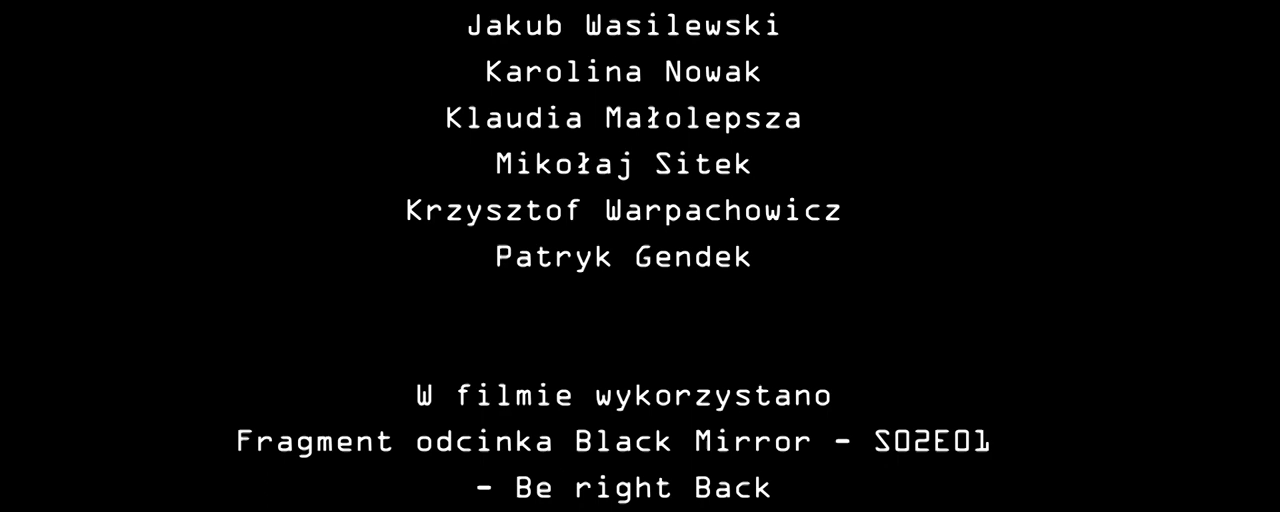 Jakub Wasilewski
Karolina Nowak
Klaudia Małolepsza
Mikołaj Sitek
Krzysztof Warpachowicz
Patryk Gendek
W filmie wykorzystano
Fragment odcinka Black Mirror - S02E01
- Be right Back